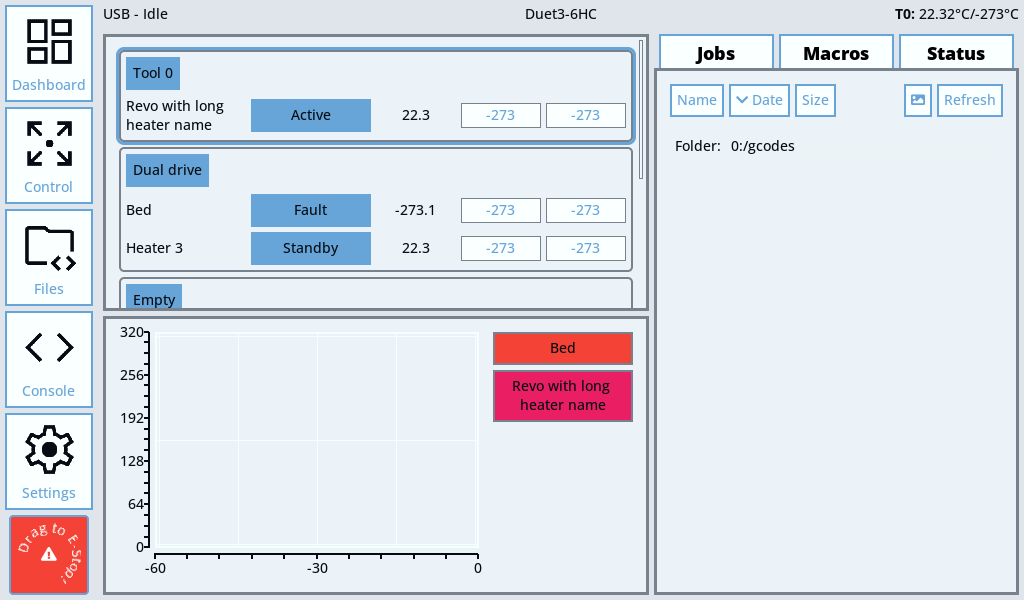 USB - Idle
Duet3-6HC
T0: 22.32°C/-273°C
Dashboard
Control
Files
Console
Settings
Drag to E-Stop!
Tool 0
Revo with long
heater name
Active
22.3
-273
-273
Dual drive
Bed
Fault
-273.1
-273
-273
Heater 3
Standby
22.3
-273
-273
Empty
320
256
192
128
64
0
-60
-30
0
Bed
Revo with long
heater name
Jobs
Macros
Status
Name
Date
Size
Refresh
Folder: 0:/gcodes